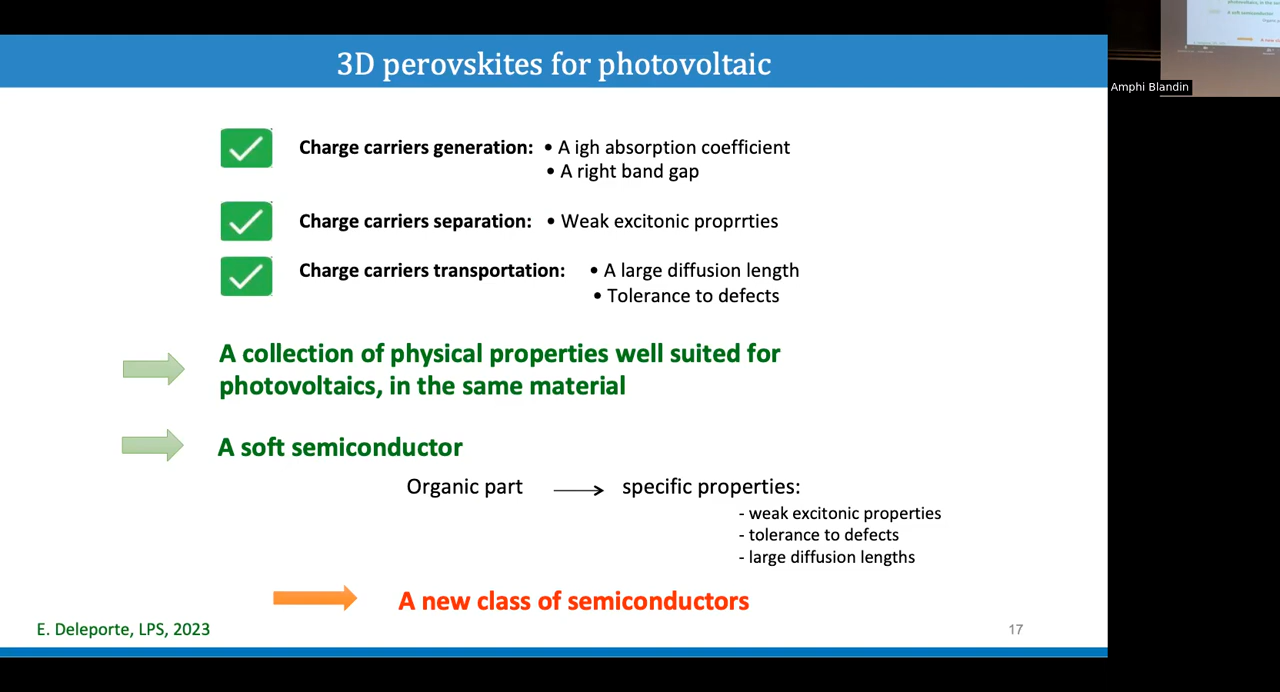 3D perovskites for photovoltaic
Amphi Blandin
Charge carriers generation: • A igh absorption coefficient
• A right band gap
Charge carriers separation: • Weak excitonic proprrties
Charge carriers transportation: • A large diffusion length
• Tolerance to defects
A collection of physical properties well suited for
photovoltaics, in the same material
A soft semiconductor
Organic part → specific properties:
- weak excitonic properties
- tolerance to defects
- large diffusion lengths
A new class of semiconductors
E. Deleporte, LPS, 2023
17